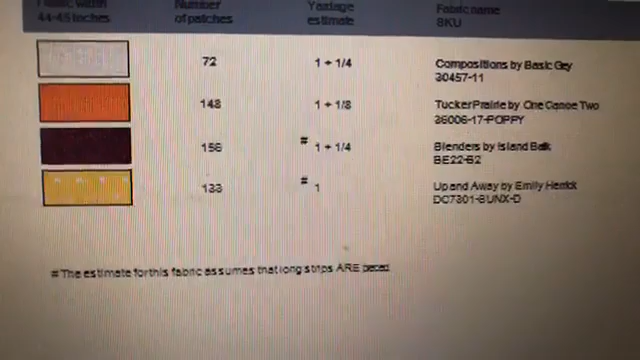 Fabric width Number Yardage Fabric name
44-45 inches of patches estimate SKU
72 1 + 1/4 Compositions by Basic Grey
30457-11
148 1 + 1/8 Tucker Prairie by One Canoe Two
36006-17-POPPY
156 # 1 + 1/4 Blenders by Island Batik
BE22-B2
133 # 1 Up and Away by Emily Herrick
DC7301-SUNX-D
# The estimate for this fabric assumes that long strips ARE pieced